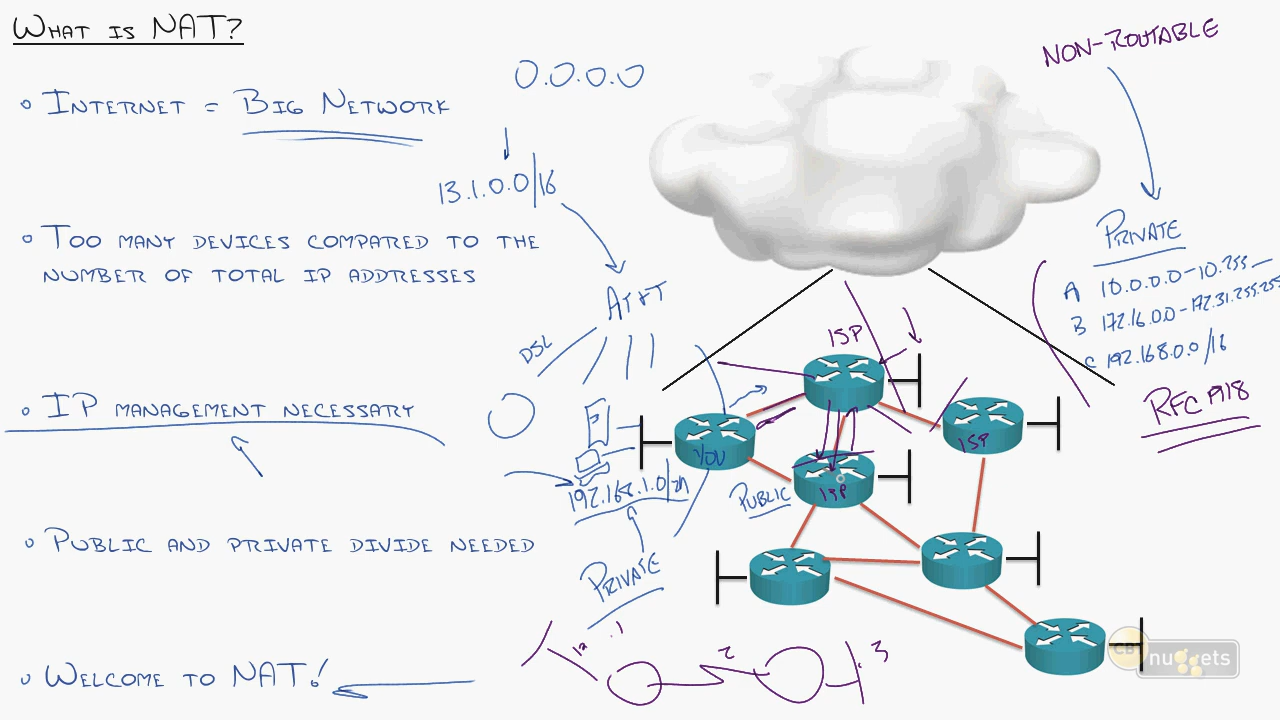 WHAT IS NAT?
NON-ROUTABLE
0.0.0.0
INTERNET = BIG NETWORK
13.1.0.0/16
PRIVATE
TOO MANY DEVICES COMPARED TO THE
NUMBER OF TOTAL IP ADDRESSES
A 10.0.0.0-10.255
B 172.16.0.0-172.31.255.255
C 192.168.0.0/16
AT&T
DSL
ISP
RFC 1918
IP MANAGEMENT NECESSARY
YOU
ISP
ISP
192.168.1.0/24
PUBLIC
PUBLIC AND PRIVATE DIVIDE NEEDED
PRIVATE
WELCOME TO NAT!
.1
2
3
CBT nuggets